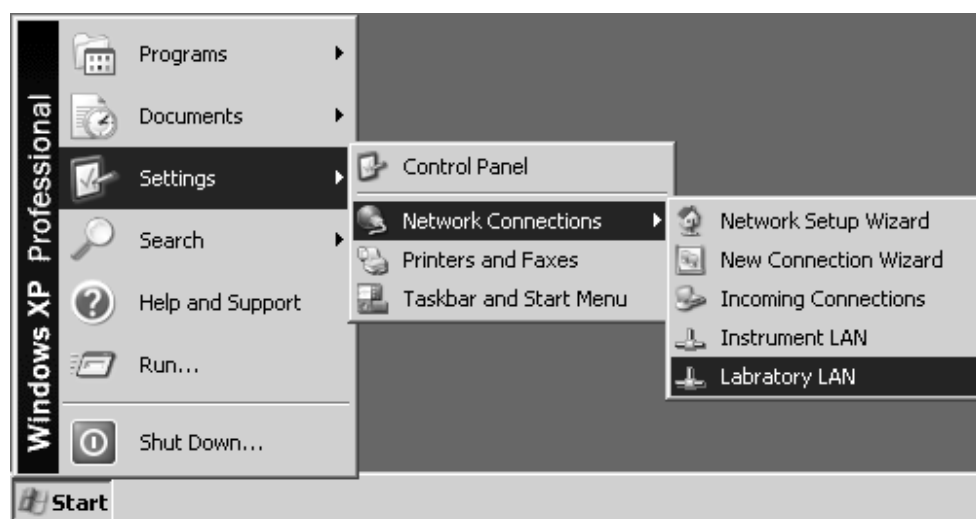 Windows XP Professional
Programs
Documents
Settings
Search
Help and Support
Run...
Shut Down...
Control Panel
Network Connections
Printers and Faxes
Taskbar and Start Menu
Network Setup Wizard
New Connection Wizard
Incoming Connections
Instrument LAN
Labratory LAN
Start